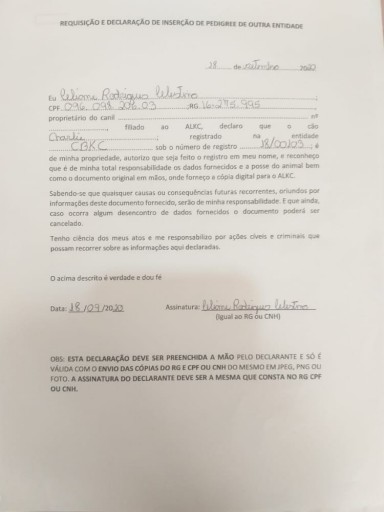 REQUISIÇÃO E DECLARAÇÃO DE INSERÇÃO DE PEDIGREE DE OUTRA ENTIDADE
18 de setembro 2020
Eu Celiane Rodrigues Celestino,
CPF 096.098.206.03, RG 16.275.995
proprietário do canil nº
, filiado ao ALKC, declaro que o cão
Charlie, registrado na entidade
CBKC sob o número de registro 18/00103; é
de minha propriedade, autorizo que seja feito o registro em meu nome, e reconheço
que é de minha total responsabilidade os dados fornecidos e a posse do animal bem
como o documento original em mãos, onde forneço a cópia digital para o ALKC.
Sabendo-se que quaisquer causas ou consequências futuras recorrentes, oriundos por
informações deste documento fornecido, serão de minha responsabilidade. E que ainda,
caso ocorra algum desencontro de dados fornecidos o documento poderá ser
cancelado.
Tenho ciência dos meus atos e me responsabilizo por ações cíveis e criminais que
possam recorrer sobre as informações aqui declaradas.
O acima descrito é verdade e dou fé
Data: 18/09/2020 Assinatura: Celiane Rodrigues Celestino
(Igual ao RG ou CNH)
OBS: ESTA DECLARAÇÃO DEVE SER PREENCHIDA A MÃO PELO DECLARANTE E SÓ É
VÁLIDA COM O ENVIO DAS CÓPIAS DO RG E CPF OU CNH DO MESMO EM JPEG, PNG OU
FOTO. A ASSINATURA DO DECLARANTE DEVE SER A MESMA QUE CONSTA NO RG CPF
OU CNH.